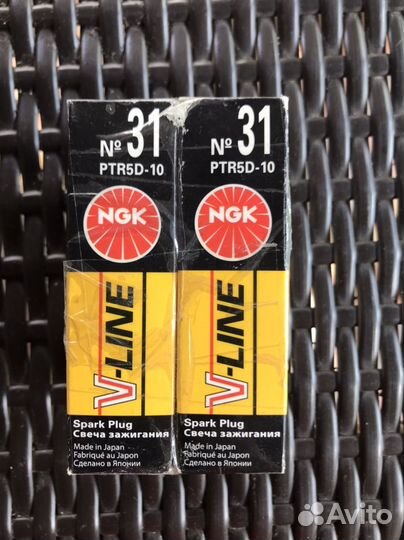 № 31
PTR5D-10
NGK
V-LINE
Spark Plug
Свеча зажигания
Made in Japan
Fabriqué au Japon
Сделано в Японии
№ 31
PTR5D-10
NGK
V-LINE
Spark Plug
Свеча зажигания
Made in Japan
Fabriqué au Japon
Сделано в Японии
Avito